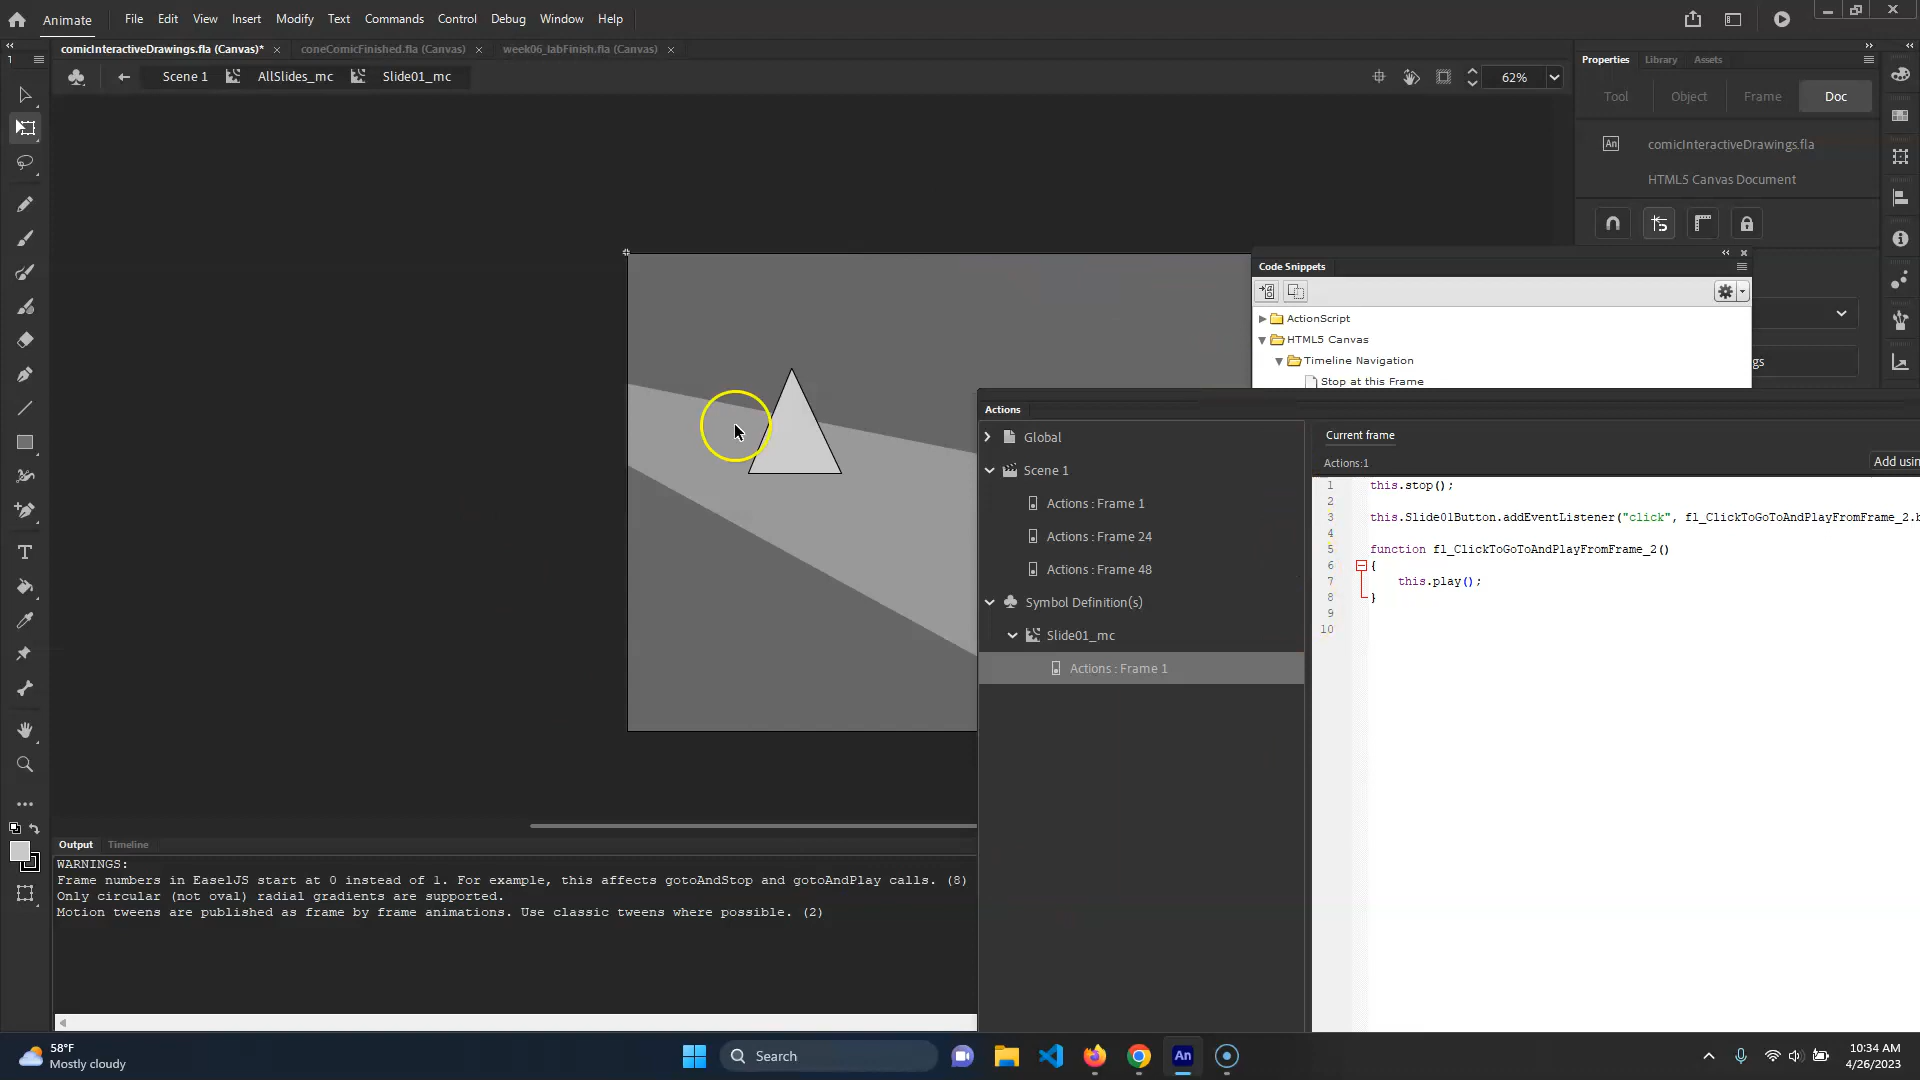 Animate File Edit View Insert Modify Text Commands Control Debug Window Help
comicInteractiveDrawings.fla (Canvas)* coneComicFinished.fla (Canvas) week06_labFinish.fla (Canvas)
1
Scene 1 AllSlides_mc Slide01_mc 62%
Properties Library Assets
Tool Object Frame Doc
An comicInteractiveDrawings.fla
HTML5 Canvas Document
Code Snippets
ActionScript
HTML5 Canvas
Timeline Navigation
Stop at this Frame
gs
Actions
Global
Scene 1
Actions : Frame 1
Actions : Frame 24
Actions : Frame 48
Symbol Definition(s)
Slide01_mc
Actions : Frame 1
Current frame
Actions:1 Add usin
1 this.stop();
2
3 this.Slide01Button.addEventListener("click", fl_ClickToGoToAndPlayFromFrame_2.b
4
5 function fl_ClickToGoToAndPlayFromFrame_2()
6 {
7 this.play();
8 }
9
10
Output Timeline
WARNINGS:
Frame numbers in EaselJS start at 0 instead of 1. For example, this affects gotoAndStop and gotoAndPlay calls. (8)
Only circular (not oval) radial gradients are supported.
Motion tweens are published as frame by frame animations. Use classic tweens where possible. (2)
58°F
Mostly cloudy
Search
An
10:34 AM
4/26/2023